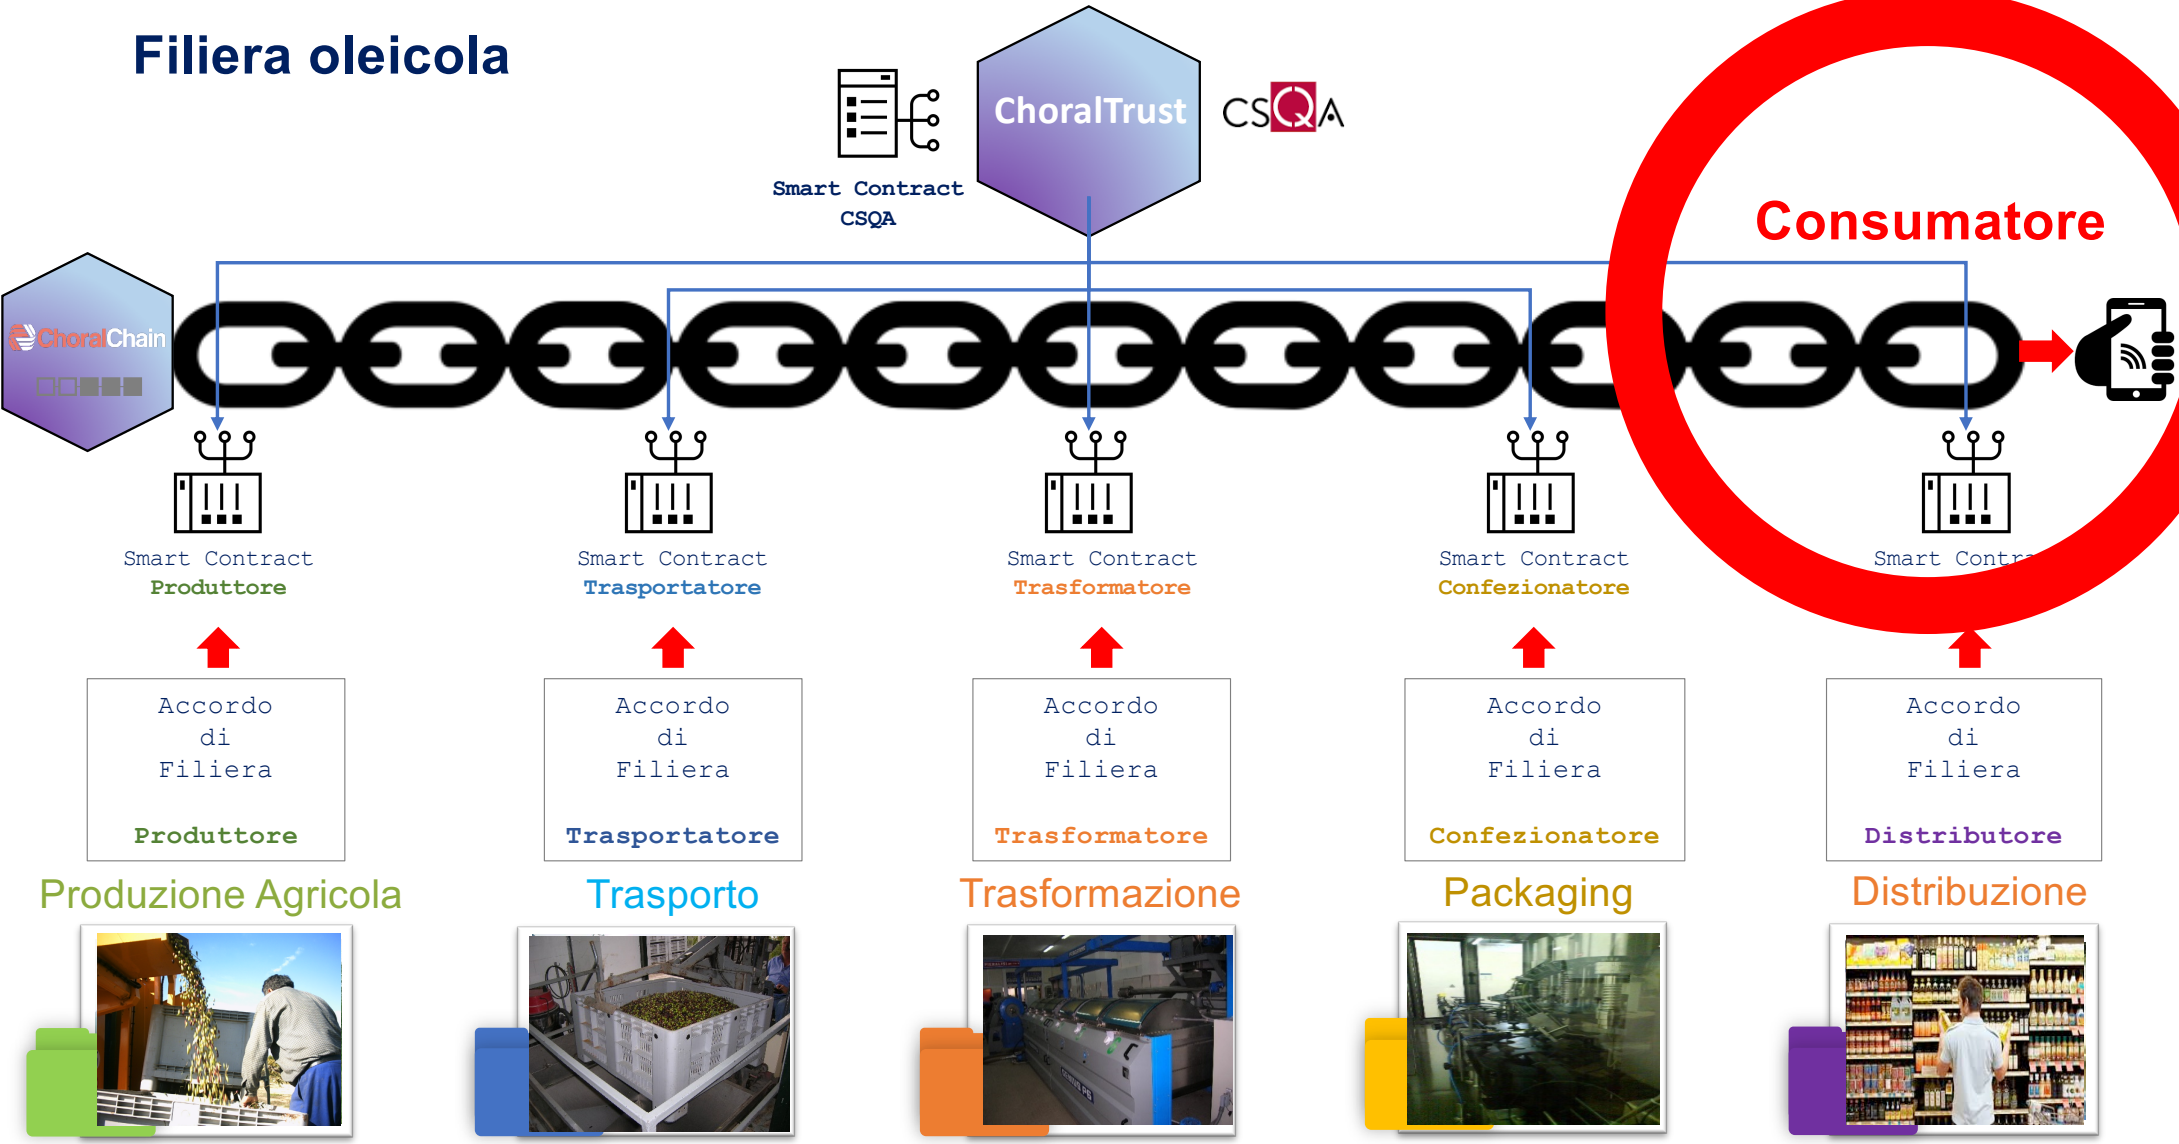 Filiera oleicola
ChoralTrust
CSQA
Smart Contract
CSQA
Consumatore
ChoralChain
Smart Contract
Produttore
Smart Contract
Trasportatore
Smart Contract
Trasformatore
Smart Contract
Confezionatore
Smart Contra
Accordo
di
Filiera
Produttore
Accordo
di
Filiera
Trasportatore
Accordo
di
Filiera
Trasformatore
Accordo
di
Filiera
Confezionatore
Accordo
di
Filiera
Distributore
Produzione Agricola
Trasporto
Trasformazione
Packaging
Distribuzione